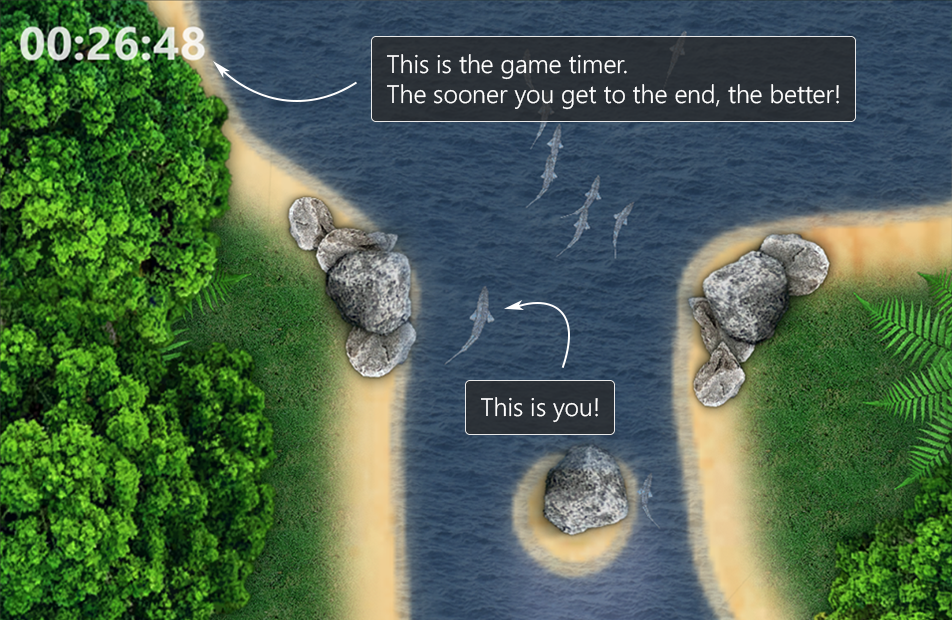 00:26:48
This is the game timer.
The sooner you get to the end, the better!
This is you!